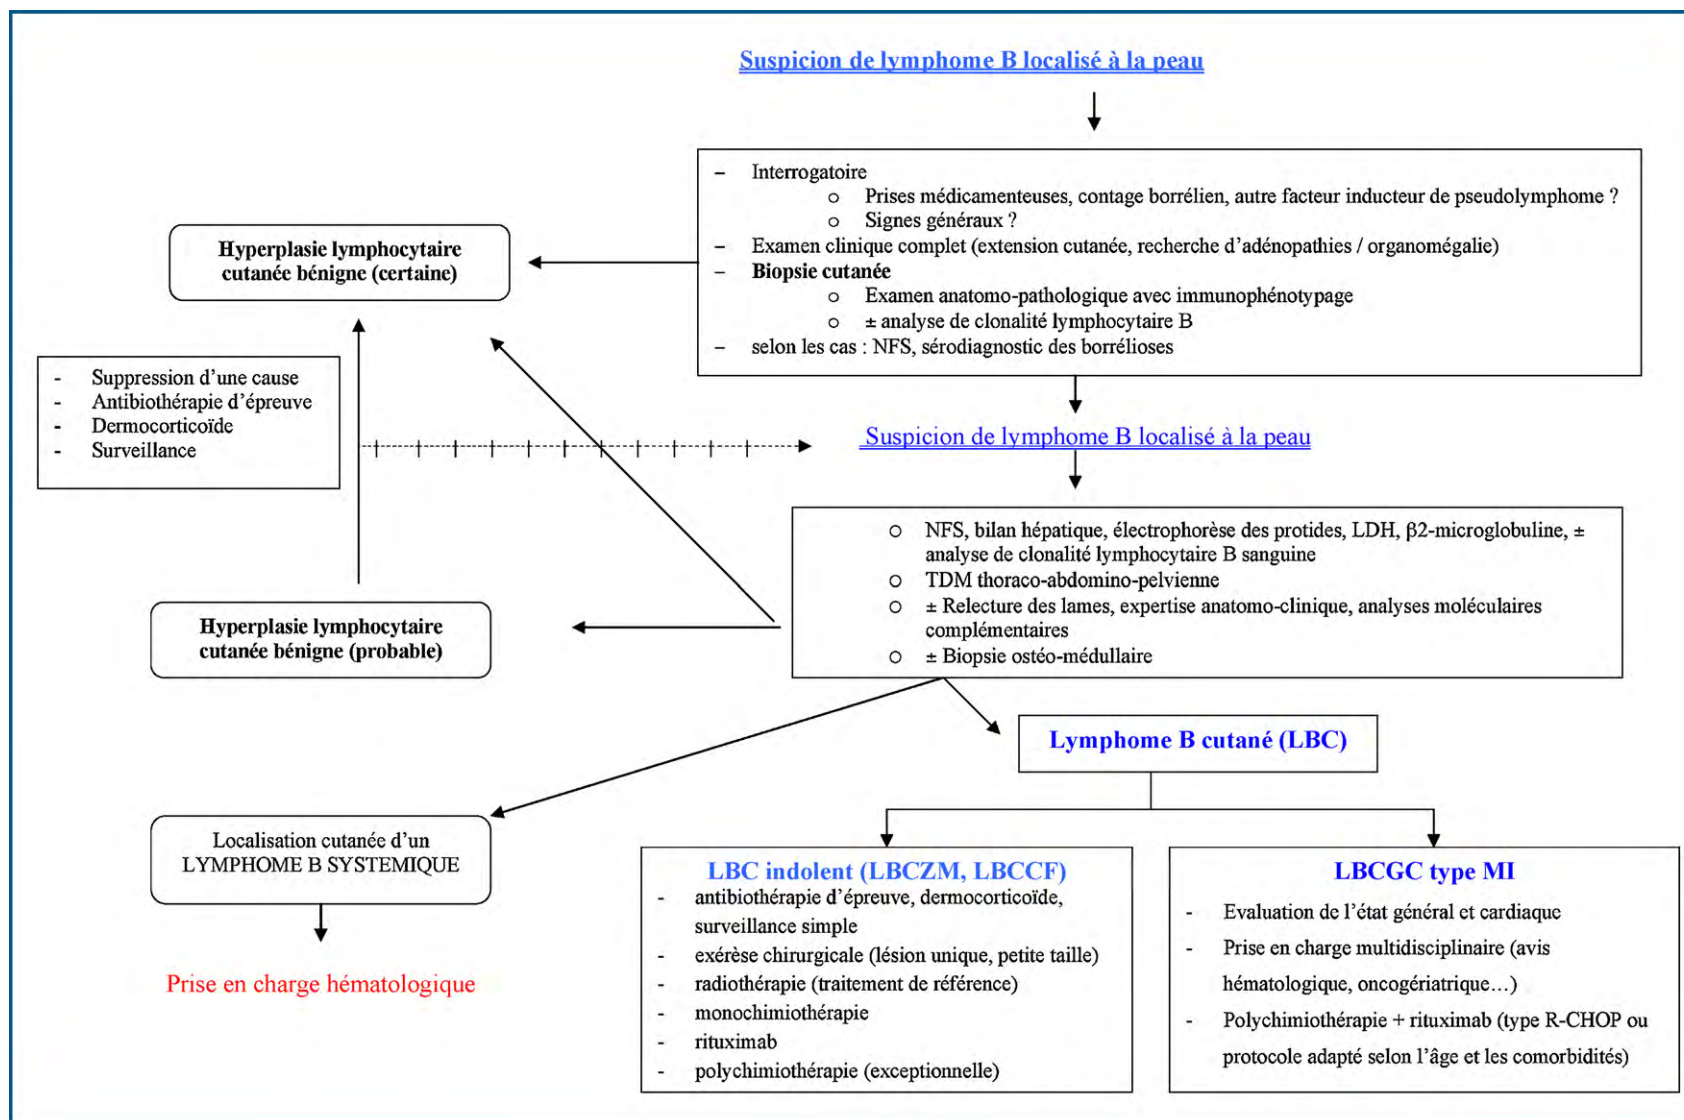 Suspicion de lymphome B localisé à la peau
– Interrogatoire
o Prises médicamenteuses, contage borrélien, autre facteur inducteur de pseudolymphome ?
o Signes généraux ?
– Examen clinique complet (extension cutanée, recherche d’adénopathies / organomégalie)
– Biopsie cutanée
o Examen anatomo-pathologique avec immunophénotypage
o ± analyse de clonalité lymphocytaire B
– selon les cas : NFS, sérodiagnostic des borrélioses
Hyperplasie lymphocytaire
cutanée bénigne (certaine)
- Suppression d’une cause
- Antibiothérapie d’épreuve
- Dermocorticoïde
- Surveillance
Suspicion de lymphome B localisé à la peau
o NFS, bilan hépatique, électrophorèse des protides, LDH, β2-microglobuline, ±
analyse de clonalité lymphocytaire B sanguine
o TDM thoraco-abdomino-pelvienne
o ± Relecture des lames, expertise anatomo-clinique, analyses moléculaires
complémentaires
o ± Biopsie ostéo-médullaire
Hyperplasie lymphocytaire
cutanée bénigne (probable)
Lymphome B cutané (LBC)
Localisation cutanée d’un
LYMPHOME B SYSTEMIQUE
Prise en charge hématologique
LBC indolent (LBCZM, LBCCF)
- antibiothérapie d’épreuve, dermocorticoïde,
surveillance simple
- exérèse chirurgicale (lésion unique, petite taille)
- radiothérapie (traitement de référence)
- monochimiothérapie
- rituximab
- polychimiothérapie (exceptionnelle)
LBCGC type MI
- Evaluation de l’état général et cardiaque
- Prise en charge multidisciplinaire (avis
hématologique, oncogériatrique…)
- Polychimiothérapie + rituximab (type R-CHOP ou
protocole adapté selon l’âge et les comorbidités)